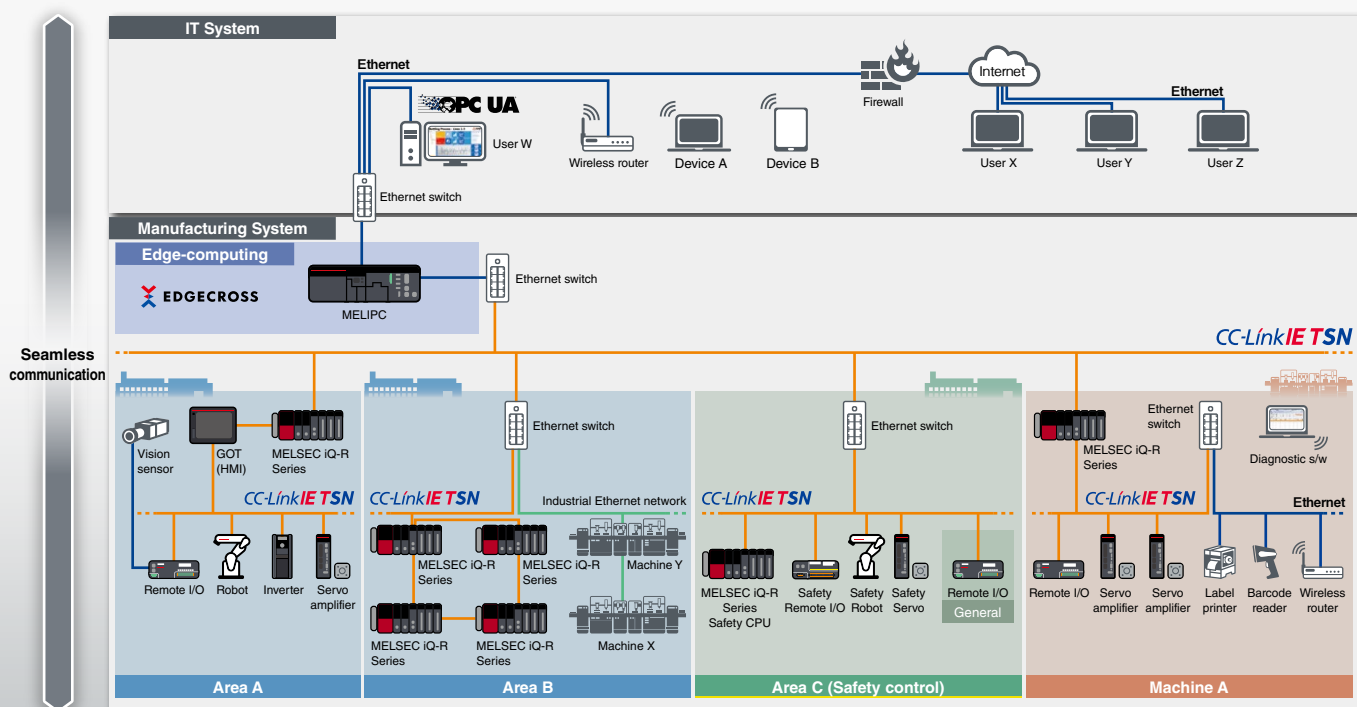 IT System
Ethernet
OPC UA
User W
Wireless router
Device A
Device B
Firewall
Internet
Ethernet
User X
User Y
User Z
Ethernet switch
Manufacturing System
Edge-computing
EDGECROSS
MELIPC
Ethernet switch
Seamless
communication
CC-Link IE TSN
Vision
sensor
GOT
(HMI)
MELSEC iQ-R
Series
CC-Link IE TSN
Remote I/O
Robot
Inverter
Servo
amplifier
Area A
Ethernet switch
CC-Link IE TSN
Industrial Ethernet network
MELSEC iQ-R
Series
MELSEC iQ-R
Series
Machine Y
MELSEC iQ-R
Series
MELSEC iQ-R
Series
Machine X
Area B
Ethernet switch
CC-Link IE TSN
MELSEC iQ-R
Series
Safety CPU
Safety
Remote I/O
Safety
Robot
Safety
Servo
Remote I/O
General
Area C (Safety control)
MELSEC iQ-R
Series
Ethernet
switch
Diagnostic s/w
CC-Link IE TSN
Ethernet
Remote I/O
Servo
amplifier
Servo
amplifier
Label
printer
Barcode
reader
Wireless
router
Machine A